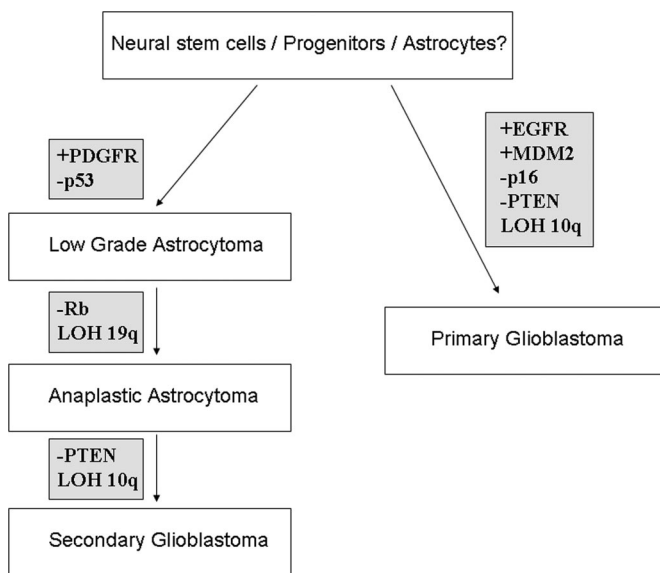 Neural stem cells / Progenitors / Astrocytes?
+PDGFR
-p53
+EGFR
+MDM2
-p16
-PTEN
LOH 10q
Low Grade Astrocytoma
-Rb
LOH 19q
Primary Glioblastoma
Anaplastic Astrocytoma
-PTEN
LOH 10q
Secondary Glioblastoma